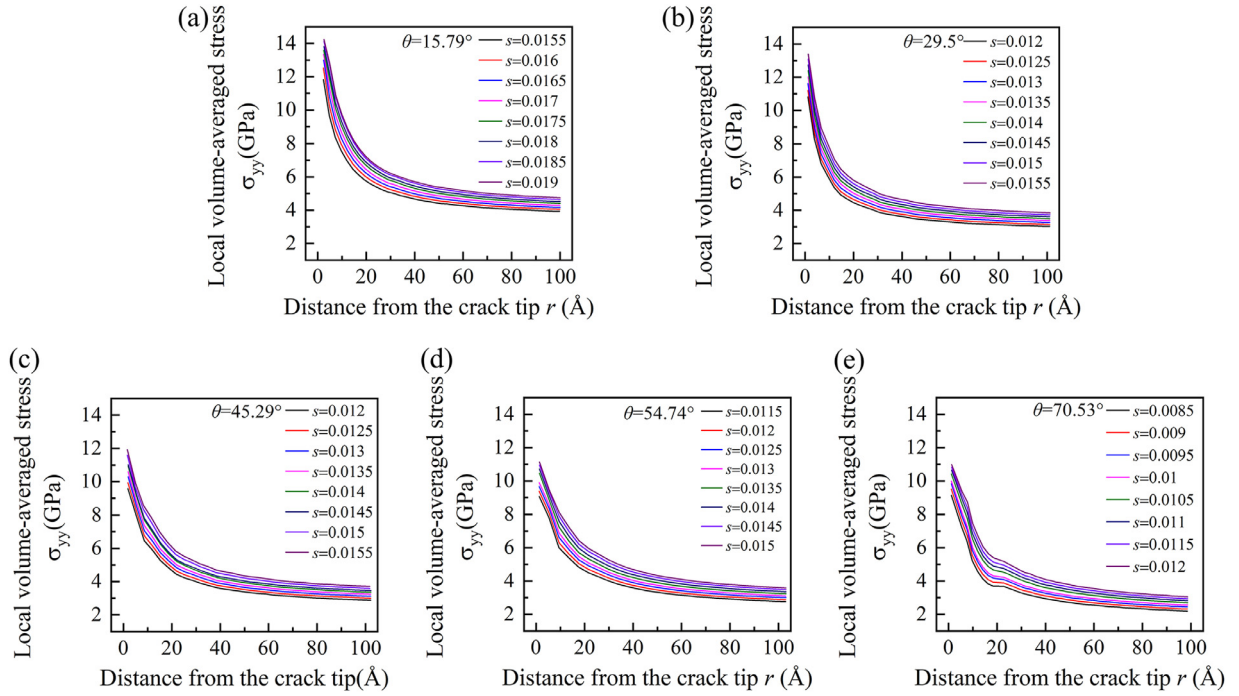 (a)
Local volume-averaged stress
σyy(GPa)
14
12
10
8
6
4
2
θ=15.79°
s=0.0155
s=0.016
s=0.0165
s=0.017
s=0.0175
s=0.018
s=0.0185
s=0.019
0 20 40 60 80 100
Distance from the crack tip r (Å)
(b)
Local volume-averaged stress
σyy(GPa)
14
12
10
8
6
4
2
θ=29.5°
s=0.012
s=0.0125
s=0.013
s=0.0135
s=0.014
s=0.0145
s=0.015
s=0.0155
0 20 40 60 80 100
Distance from the crack tip r (Å)
(c)
Local volume-averaged stress
σyy(GPa)
14
12
10
8
6
4
2
θ=45.29°
s=0.012
s=0.0125
s=0.013
s=0.0135
s=0.014
s=0.0145
s=0.015
s=0.0155
0 20 40 60 80 100
Distance from the crack tip(Å)
(d)
Local volume-averaged stress
σyy(GPa)
14
12
10
8
6
4
2
θ=54.74°
s=0.0115
s=0.012
s=0.0125
s=0.013
s=0.0135
s=0.014
s=0.0145
s=0.015
0 20 40 60 80 100
Distance from the crack tip r (Å)
(e)
Local volume-averaged stress
σyy(GPa)
14
12
10
8
6
4
2
θ=70.53°
s=0.0085
s=0.009
s=0.0095
s=0.01
s=0.0105
s=0.011
s=0.0115
s=0.012
0 20 40 60 80 100
Distance from the crack tip r (Å)